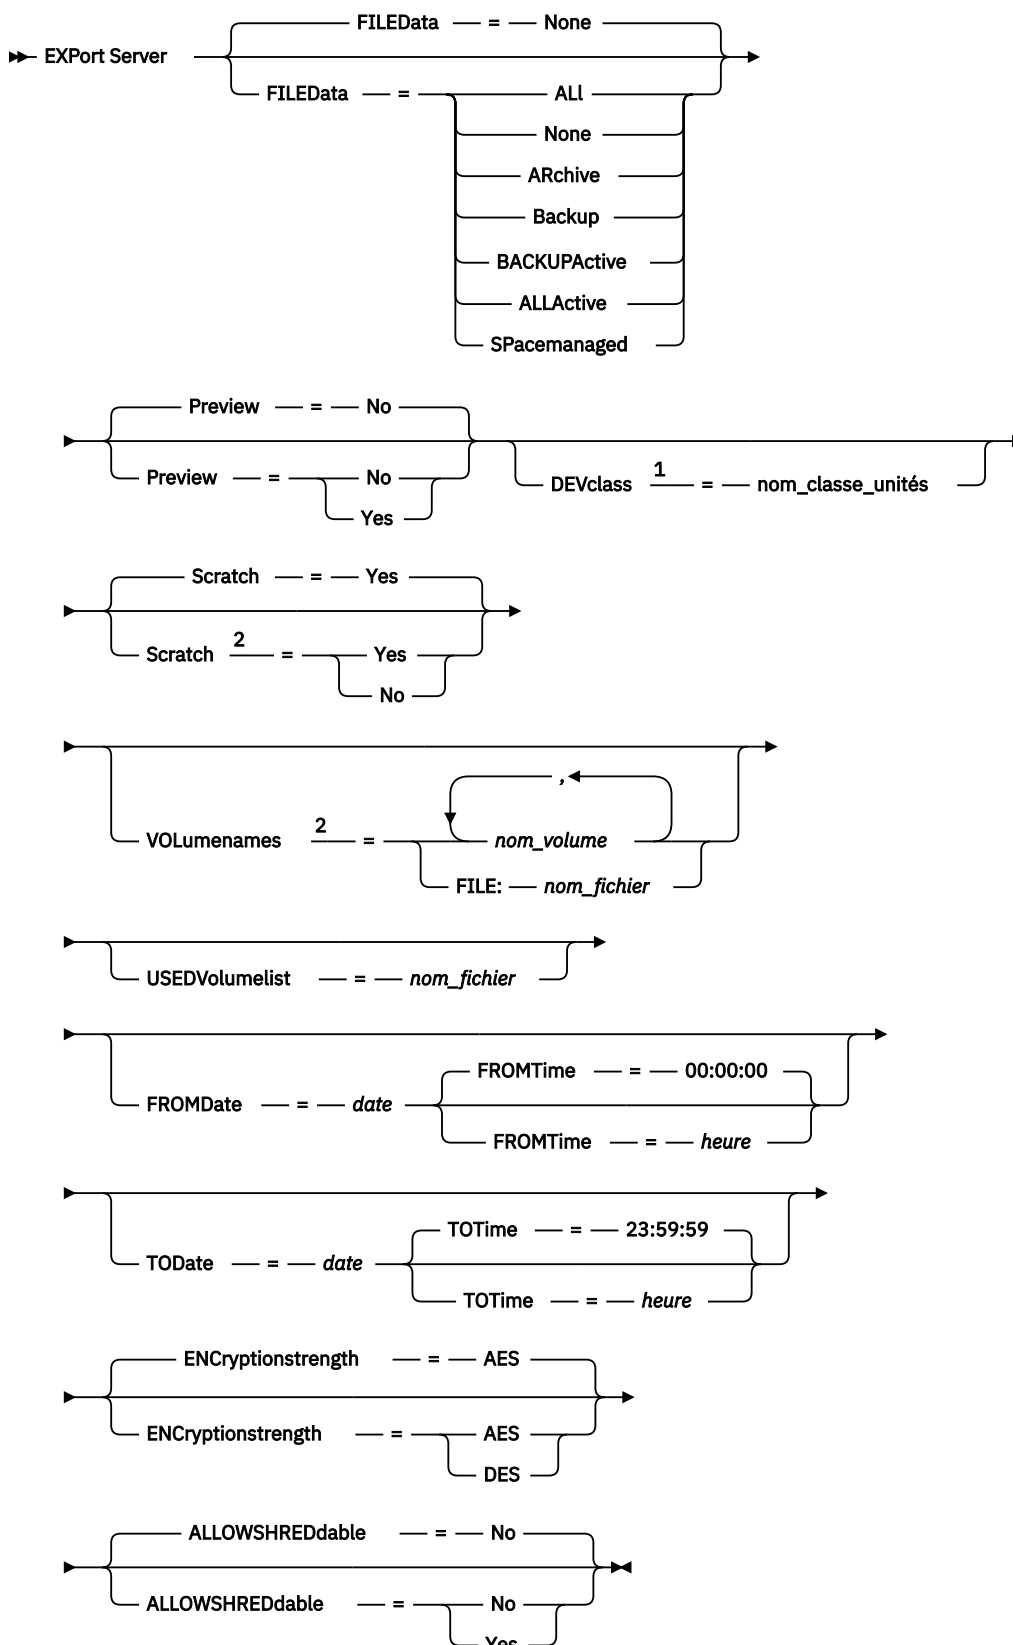 FILEData = None
EXPort Server
FILEData = ALl
None
ARchive
Backup
BACKUPActive
ALLActive
SPacemanaged
Preview = No
Preview = No
Yes
DEVclass 1 = nom_classe_unités
Scratch = Yes
Scratch 2 = Yes
No
,
VOLumenames 2 = nom_volume
FILE: nom_fichier
USEDVolumelist = nom_fichier
FROMTime = 00:00:00
FROMDate = date
FROMTime = heure
TOTime = 23:59:59
TODate = date
TOTime = heure
ENCryptionstrength = AES
ENCryptionstrength = AES
DES
ALLOWSHREDdable = No
ALLOWSHREDdable = No
Yes